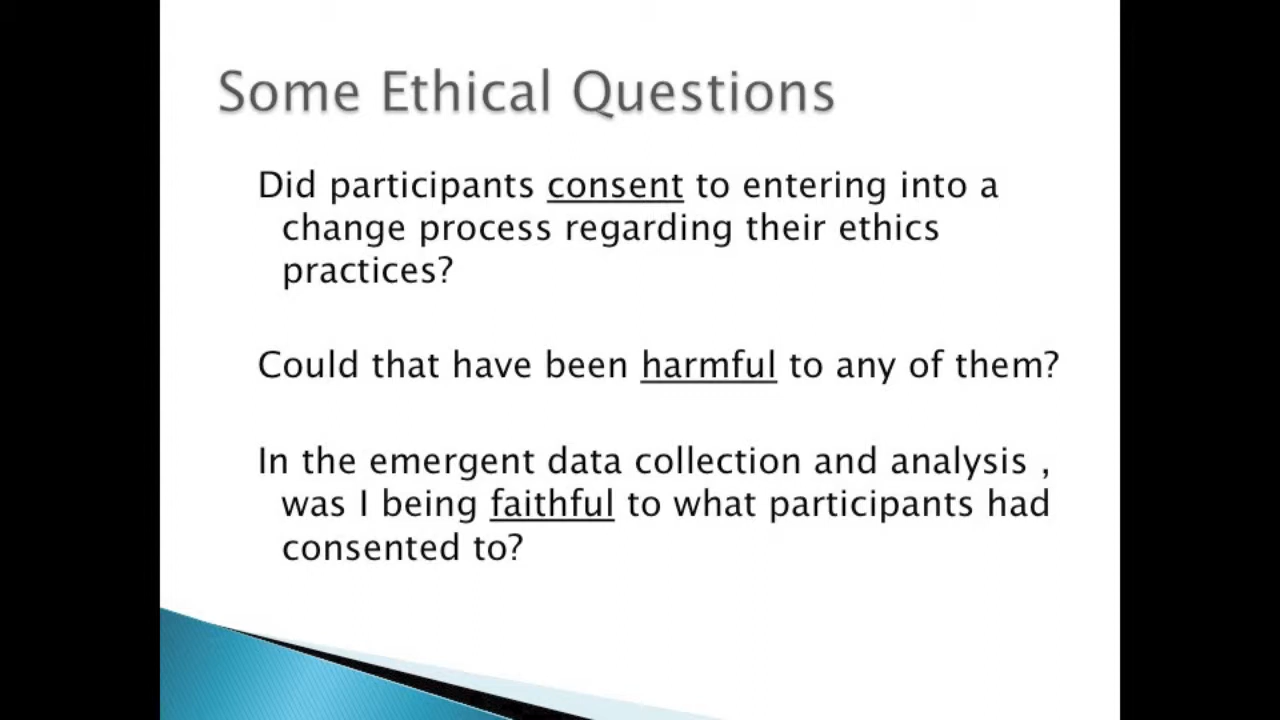 Some Ethical Questions
Did participants consent to entering into a
change process regarding their ethics
practices?
Could that have been harmful to any of them?
In the emergent data collection and analysis ,
was I being faithful to what participants had
consented to?